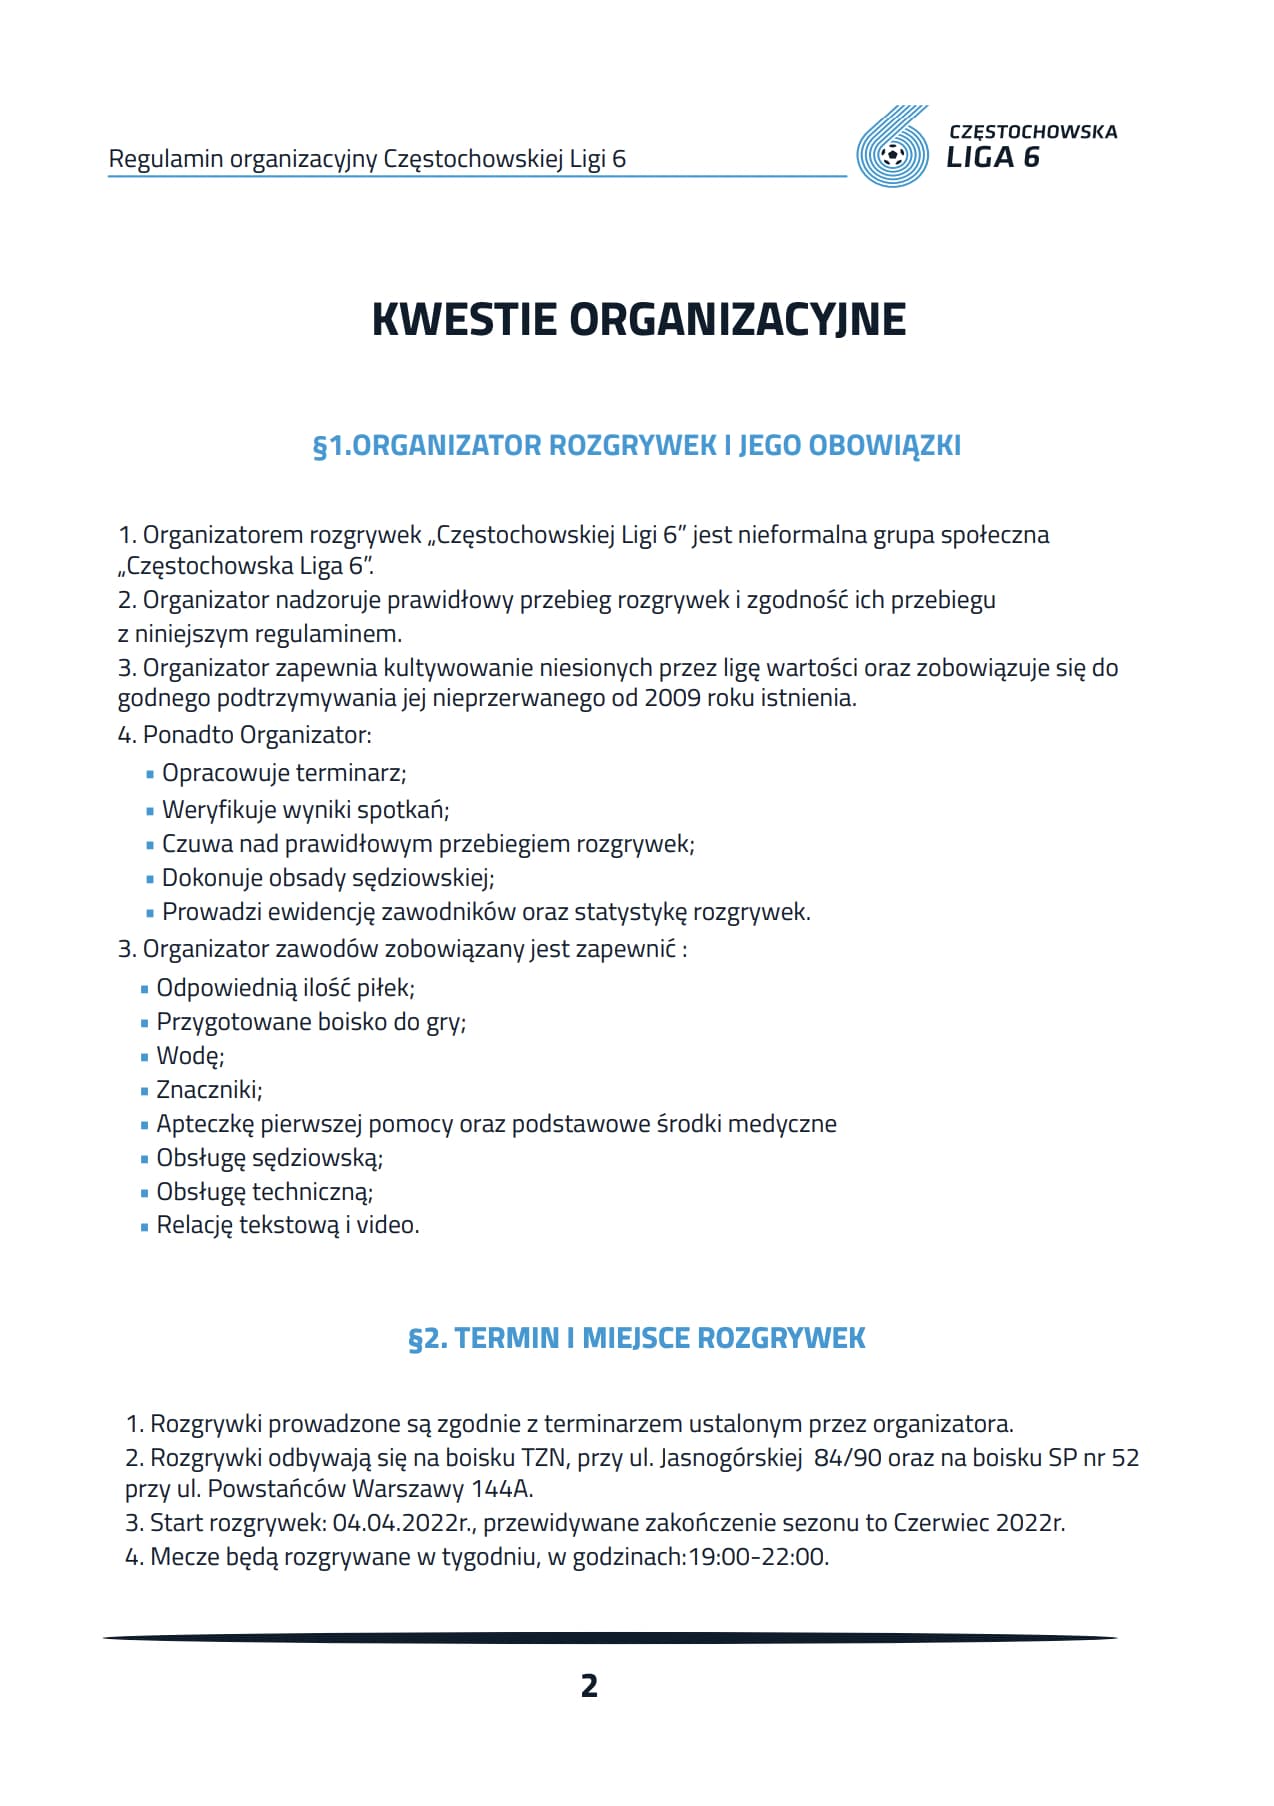 Regulamin organizacyjny Częstochowskiej Ligi 6
CZĘSTOCHOWSKA
LIGA 6
KWESTIE ORGANIZACYJNE
§1.ORGANIZATOR ROZGRYWEK I JEGO OBOWIĄZKI
1. Organizatorem rozgrywek „Częstochowskiej Ligi 6” jest nieformalna grupa społeczna
„Częstochowska Liga 6”.
2. Organizator nadzoruje prawidłowy przebieg rozgrywek i zgodność ich przebiegu
z niniejszym regulaminem.
3. Organizator zapewnia kultywowanie niesionych przez ligę wartości oraz zobowiązuje się do
godnego podtrzymywania jej nieprzerwanego od 2009 roku istnienia.
4. Ponadto Organizator:
▪ Opracowuje terminarz;
▪ Weryfikuje wyniki spotkań;
▪ Czuwa nad prawidłowym przebiegiem rozgrywek;
▪ Dokonuje obsady sędziowskiej;
▪ Prowadzi ewidencję zawodników oraz statystykę rozgrywek.
3. Organizator zawodów zobowiązany jest zapewnić :
▪ Odpowiednią ilość piłek;
▪ Przygotowane boisko do gry;
▪ Wodę;
▪ Znaczniki;
▪ Apteczkę pierwszej pomocy oraz podstawowe środki medyczne
▪ Obsługę sędziowską;
▪ Obsługę techniczną;
▪ Relację tekstową i video.
§2. TERMIN I MIEJSCE ROZGRYWEK
1. Rozgrywki prowadzone są zgodnie z terminarzem ustalonym przez organizatora.
2. Rozgrywki odbywają się na boisku TZN, przy ul. Jasnogórskiej 84/90 oraz na boisku SP nr 52
przy ul. Powstańców Warszawy 144A.
3. Start rozgrywek: 04.04.2022r., przewidywane zakończenie sezonu to Czerwiec 2022r.
4. Mecze będą rozgrywane w tygodniu, w godzinach:19:00-22:00.
2